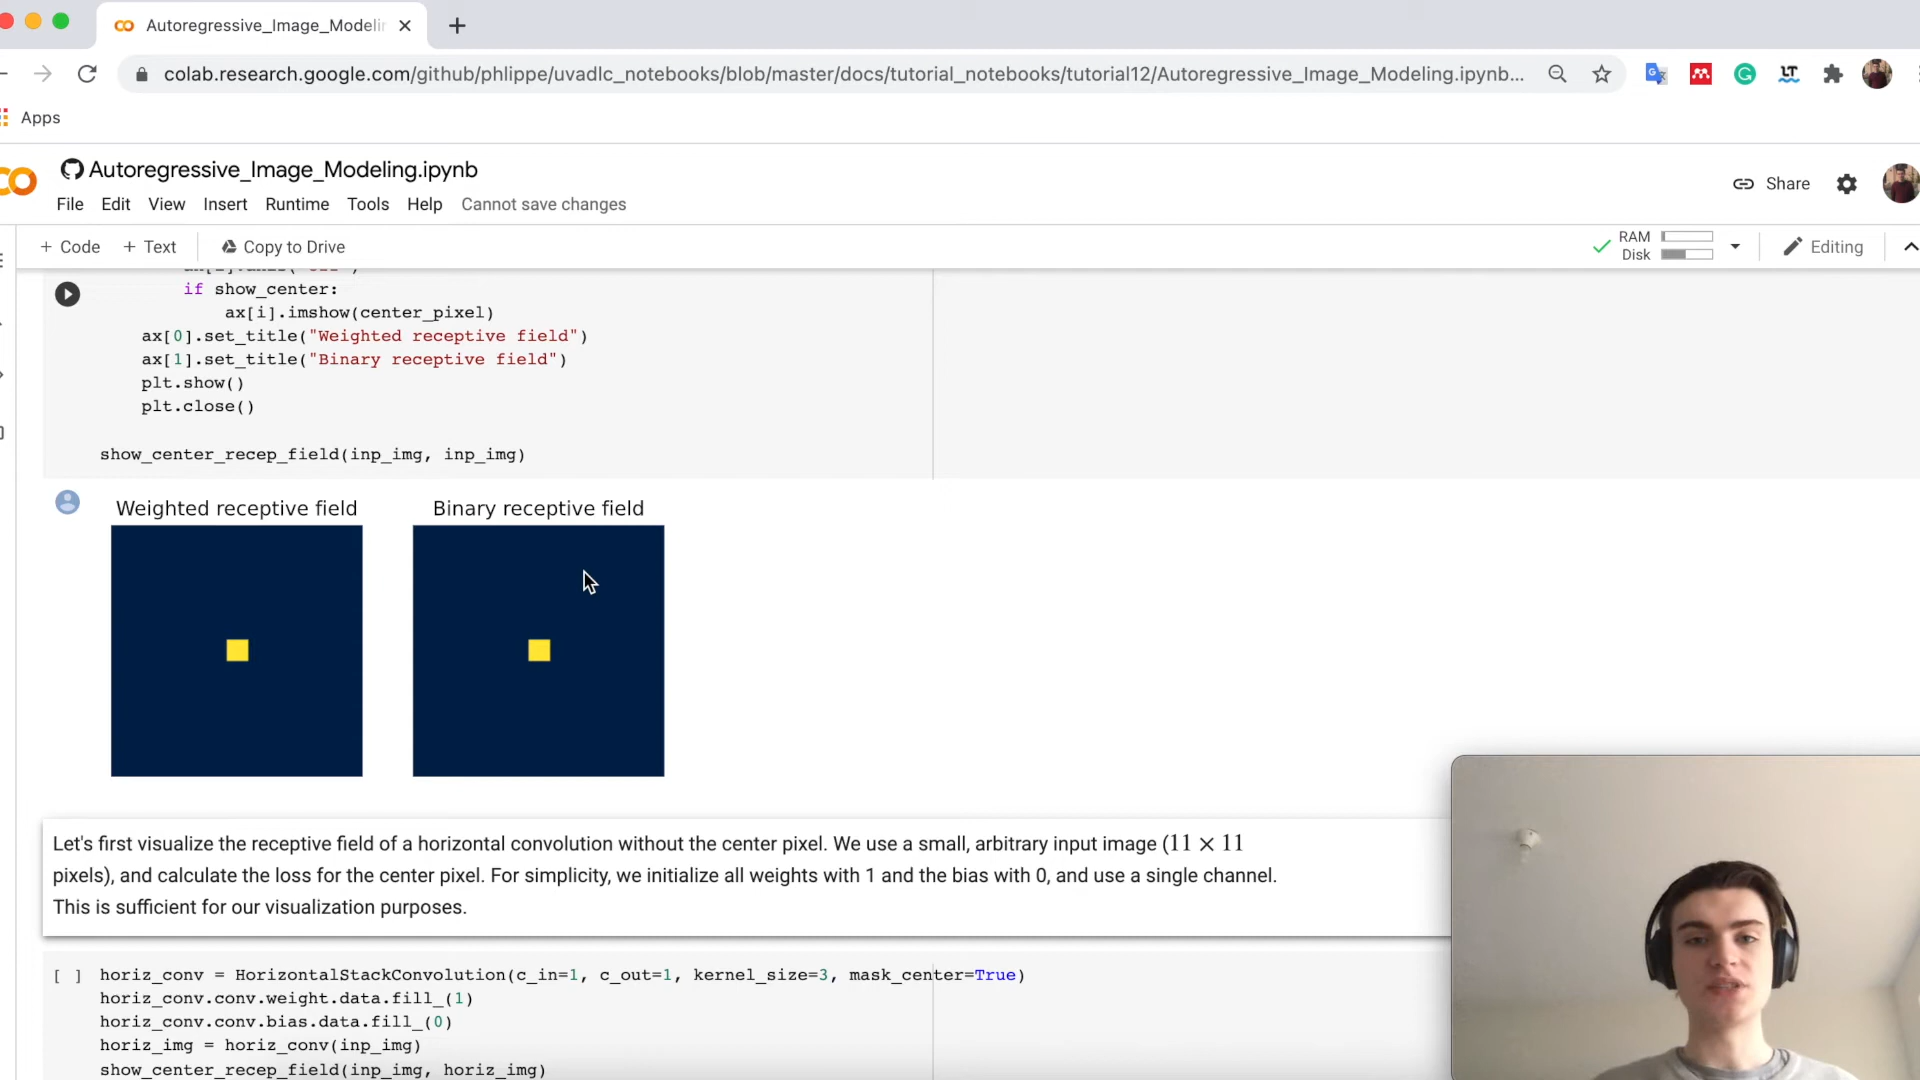 Autoregressive_Image_Modelin
colab.research.google.com/github/phlippe/uvadlc_notebooks/blob/master/docs/tutorial_notebooks/tutorial12/Autoregressive_Image_Modeling.ipynb...
Apps
Autoregressive_Image_Modeling.ipynb
Share
File Edit View Insert Runtime Tools Help Cannot save changes
+ Code + Text Copy to Drive
RAM
Disk
Editing
if show_center:
ax[i].imshow(center_pixel)
ax[0].set_title("Weighted receptive field")
ax[1].set_title("Binary receptive field")
plt.show()
plt.close()
show_center_recep_field(inp_img, inp_img)
Weighted receptive field Binary receptive field
Let's first visualize the receptive field of a horizontal convolution without the center pixel. We use a small, arbitrary input image (11 × 11
pixels), and calculate the loss for the center pixel. For simplicity, we initialize all weights with 1 and the bias with 0, and use a single channel.
This is sufficient for our visualization purposes.
[ ] horiz_conv = HorizontalStackConvolution(c_in=1, c_out=1, kernel_size=3, mask_center=True)
horiz_conv.conv.weight.data.fill_(1)
horiz_conv.conv.bias.data.fill_(0)
horiz_img = horiz_conv(inp_img)
show_center_recep_field(inp_img, horiz_img)